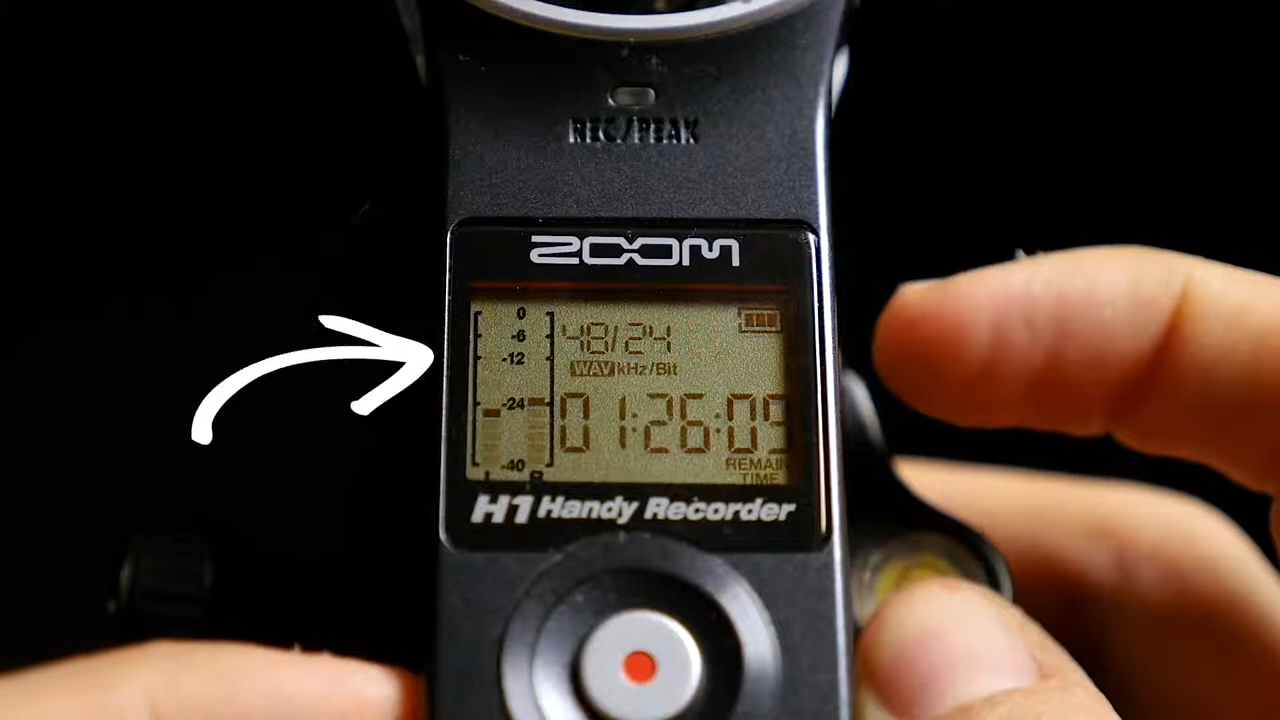 REC/PEAK
ZOOM
0
-6
-12
-24
-40
L R
48/24
WAV kHz/Bit
01:26:09
REMAIN
TIME
H1 Handy Recorder